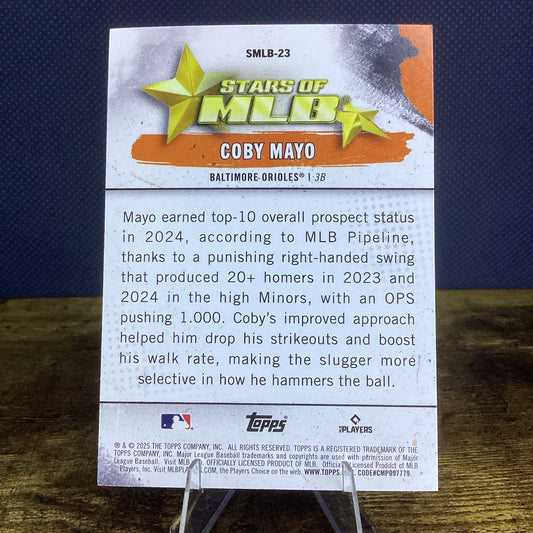 SMLB-23
STARS OF
MLB®
COBY MAYO
BALTIMORE ORIOLES® | 3B
Mayo earned top-10 overall prospect status
in 2024, according to MLB Pipeline,
thanks to a punishing right-handed swing
that produced 20+ homers in 2023 and
2024 in the high Minors, with an OPS
pushing 1.000. Coby's improved approach
helped him drop his strikeouts and boost
his walk rate, making the slugger more
selective in how he hammers the ball.
Topps
PLAYERS
® & © 2025 THE TOPPS COMPANY, INC. ALL RIGHTS RESERVED. TOPPS IS A REGISTERED TRADEMARK OF THE
TOPPS COMPANY, INC. Major League Baseball trademarks and copyrights are used with permission of Major
League Baseball. Visit MLB. OFFICIALLY LICENSED PRODUCT OF MLB. Licensed Product of MLB
Players, Inc. Visit MLBPLAYERS.COM, the Players Choice on the web. WWW.TOPPS. CODE#CMP097779.